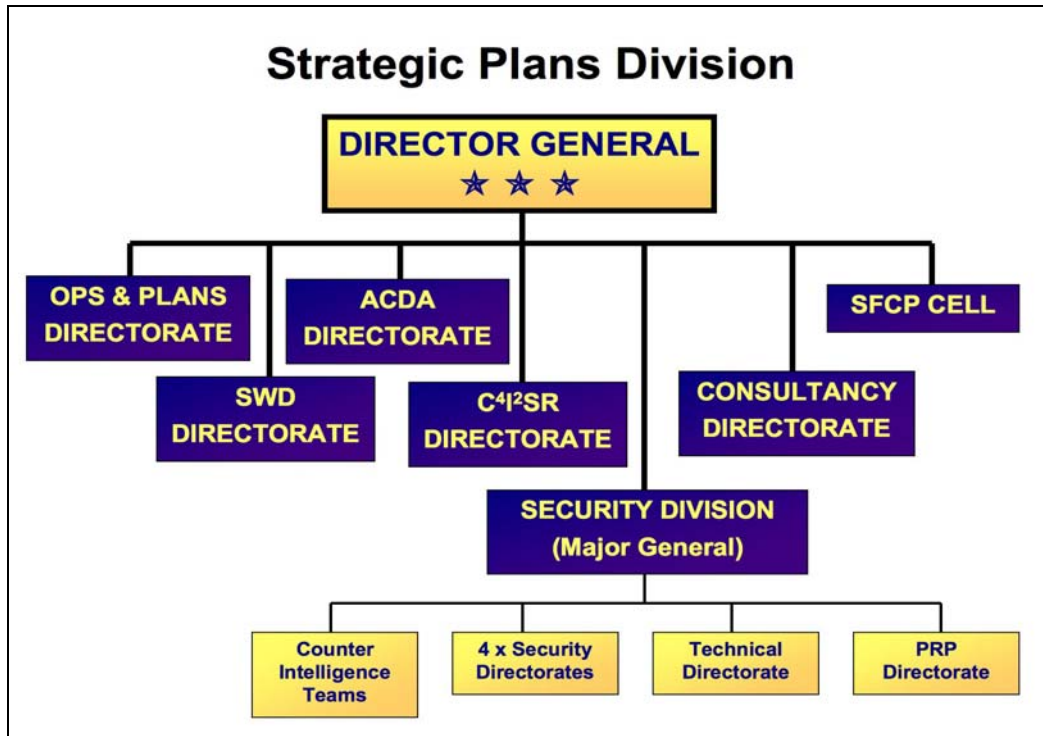 Strategic Plans Division
DIRECTOR GENERAL
OPS & PLANS
DIRECTORATE
ACDA
DIRECTORATE
SFCP CELL
SWD
DIRECTORATE
C⁴I²SR
DIRECTORATE
CONSULTANCY
DIRECTORATE
SECURITY DIVISION
(Major General)
Counter
Intelligence
Teams
4 x Security
Directorates
Technical
Directorate
PRP
Directorate